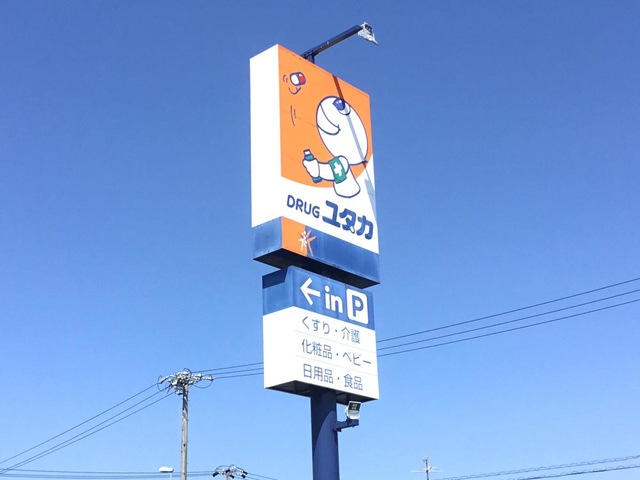 DRUG ユタカ
米
← in P
くすり・介護
化粧品・ベビー
日用品・食品